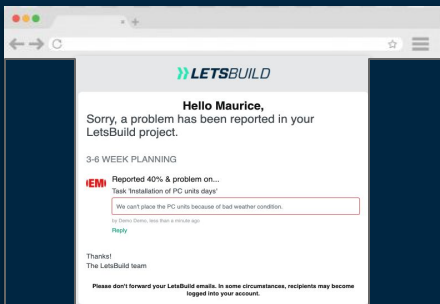 LETSBUILD
Hello Maurice,
Sorry, a problem has been reported in your
LetsBuild project.
3-6 WEEK PLANNING
Reported 40% & problem on...
Task 'Installation of PC units days'
We can't place the PC units because of bad weather condition.
by Demo Demo, less than a minute ago
Reply
Thanks!
The LetsBuild team
Please don't forward your LetsBuild emails. In some circumstances, recipients may become
logged into your account.